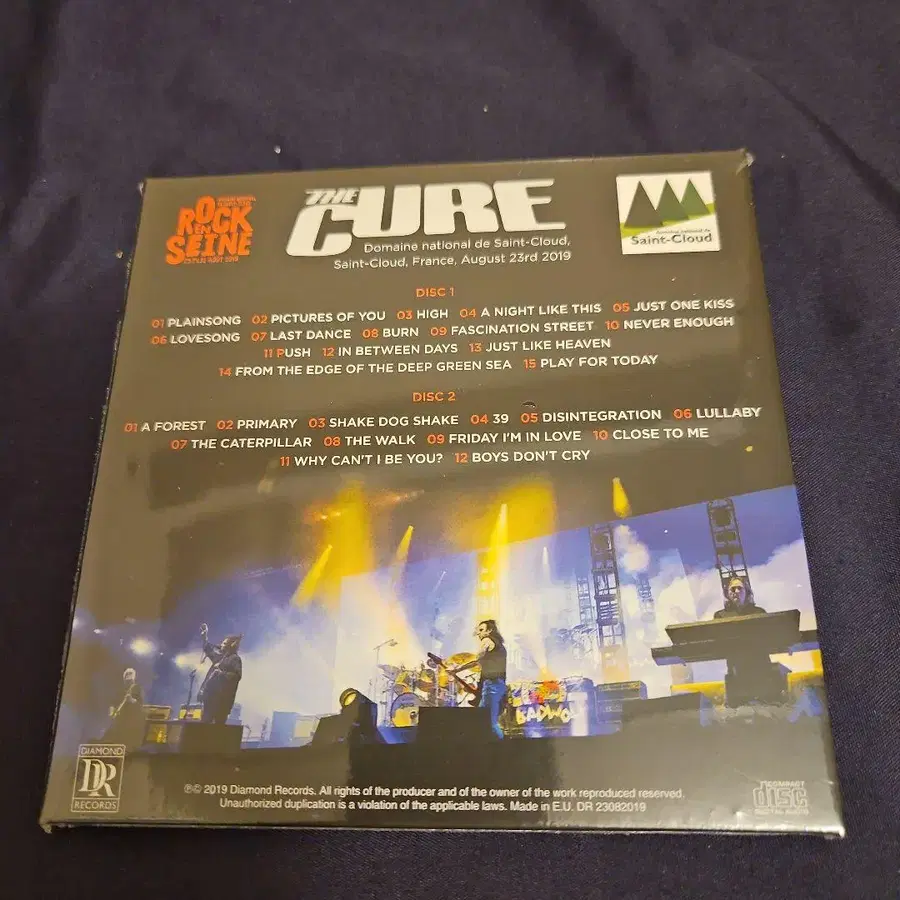 ROCK
EN
SEINE
THE
CURE
Domaine national de Saint-Cloud,
Saint-Cloud, France, August 23rd 2019
Saint-Cloud
DISC 1
01 PLAINSONG 02 PICTURES OF YOU 03 HIGH 04 A NIGHT LIKE THIS 05 JUST ONE KISS
06 LOVESONG 07 LAST DANCE 08 BURN 09 FASCINATION STREET 10 NEVER ENOUGH
11 PUSH 12 IN BETWEEN DAYS 13 JUST LIKE HEAVEN
14 FROM THE EDGE OF THE DEEP GREEN SEA 15 PLAY FOR TODAY
DISC 2
01 A FOREST 02 PRIMARY 03 SHAKE DOG SHAKE 04 39 05 DISINTEGRATION 06 LULLABY
07 THE CATERPILLAR 08 THE WALK 09 FRIDAY I'M IN LOVE 10 CLOSE TO ME
11 WHY CAN'T I BE YOU? 12 BOYS DON'T CRY
BADWO
DIAMOND
DR
RECORDS
℗© 2019 Diamond Records. All rights of the producer and of the owner of the work reproduced reserved.
Unauthorized duplication is a violation of the applicable laws. Made in E.U. DR 23082019
COMPACT
disc
DIGITAL AUDIO